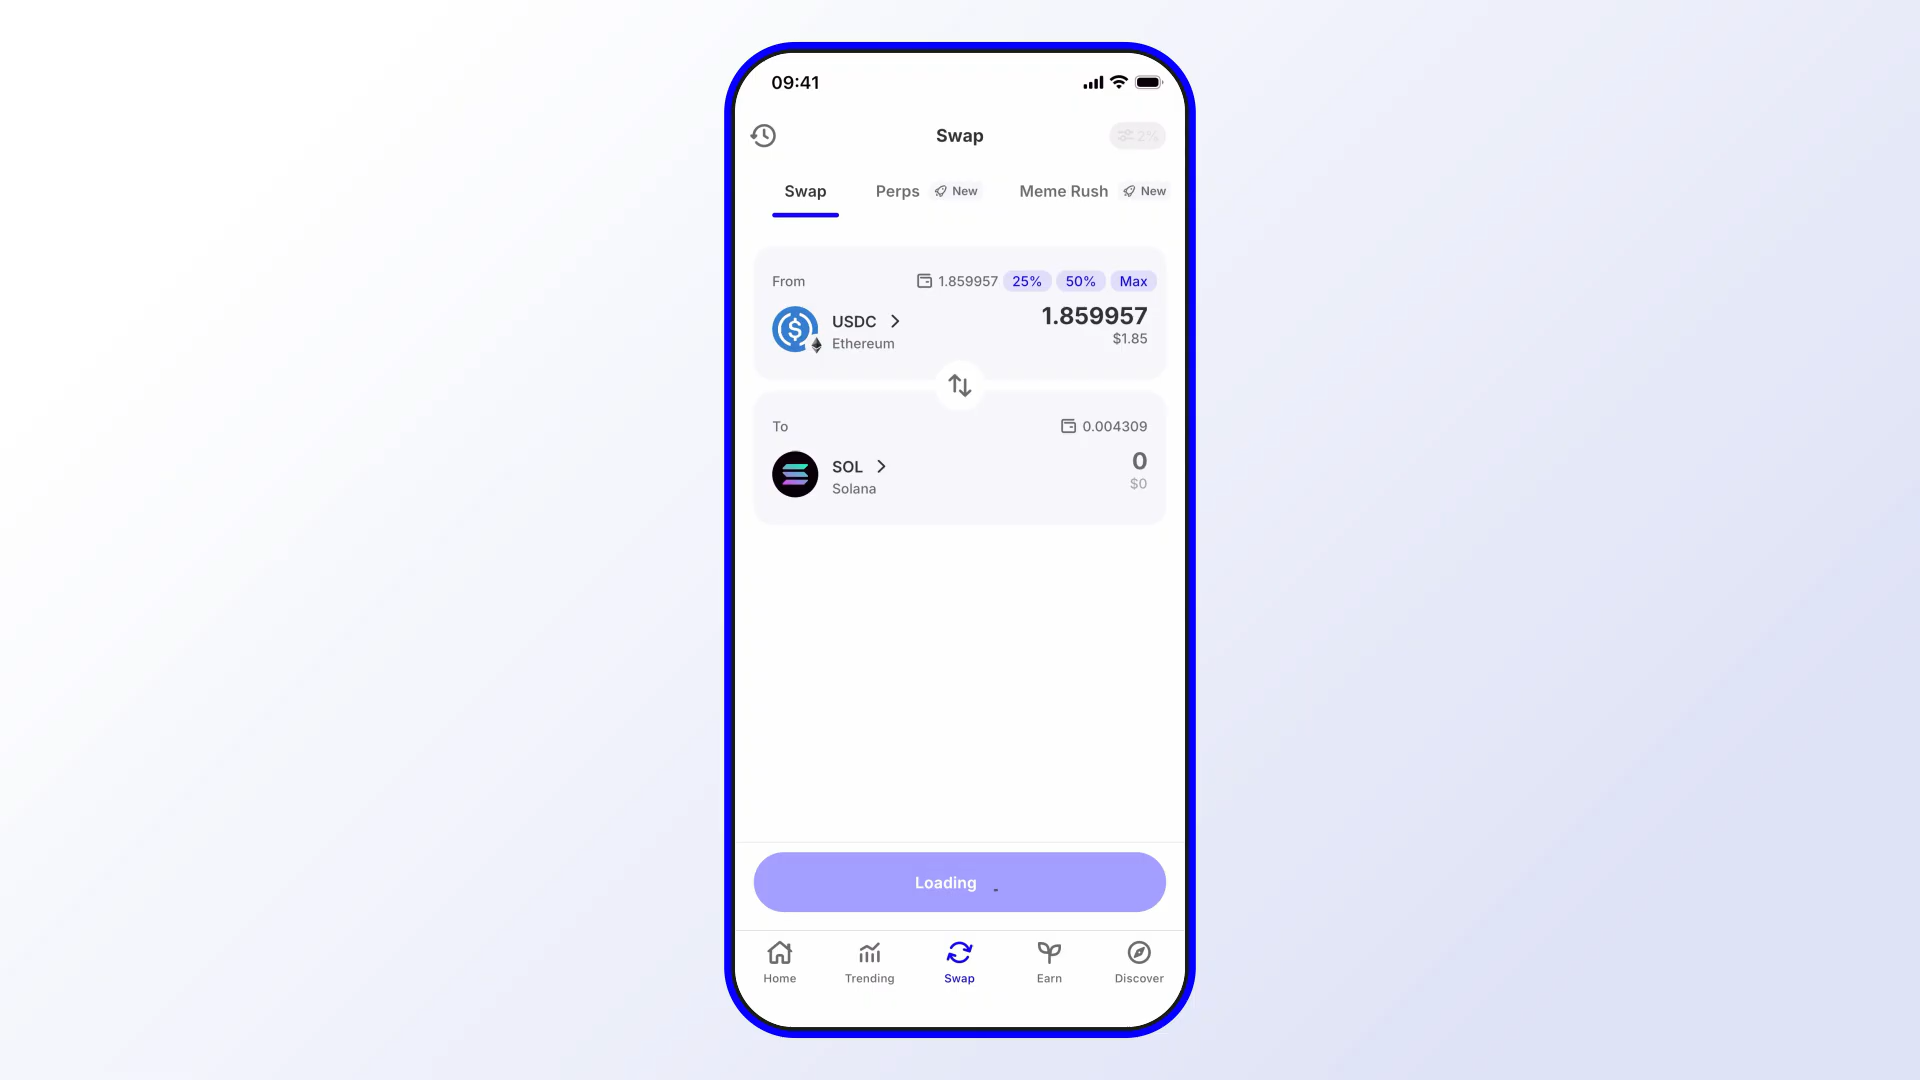 09:41
Swap
2%
Swap Perps New Meme Rush New
From 1.859957 25% 50% Max
USDC 1.859957
Ethereum $1.85
To 0.004309
SOL 0
Solana $0
Loading
Home Trending Swap Earn Discover